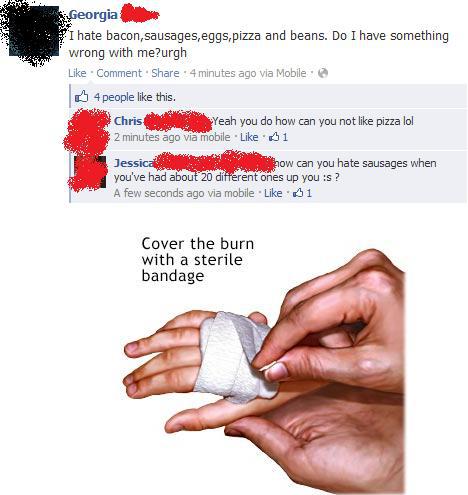 Georgia
I hate bacon,sausages,eggs,pizza and beans. Do I have something
wrong with me?urgh
Like · Comment · Share · 4 minutes ago via Mobile ·
4 people like this.
Chris Yeah you do how can you not like pizza lol
2 minutes ago via mobile · Like · 1
Jessica how can you hate sausages when
you've had about 20 different ones up you :s ?
A few seconds ago via mobile · Like · 1
Cover the burn
with a sterile
bandage